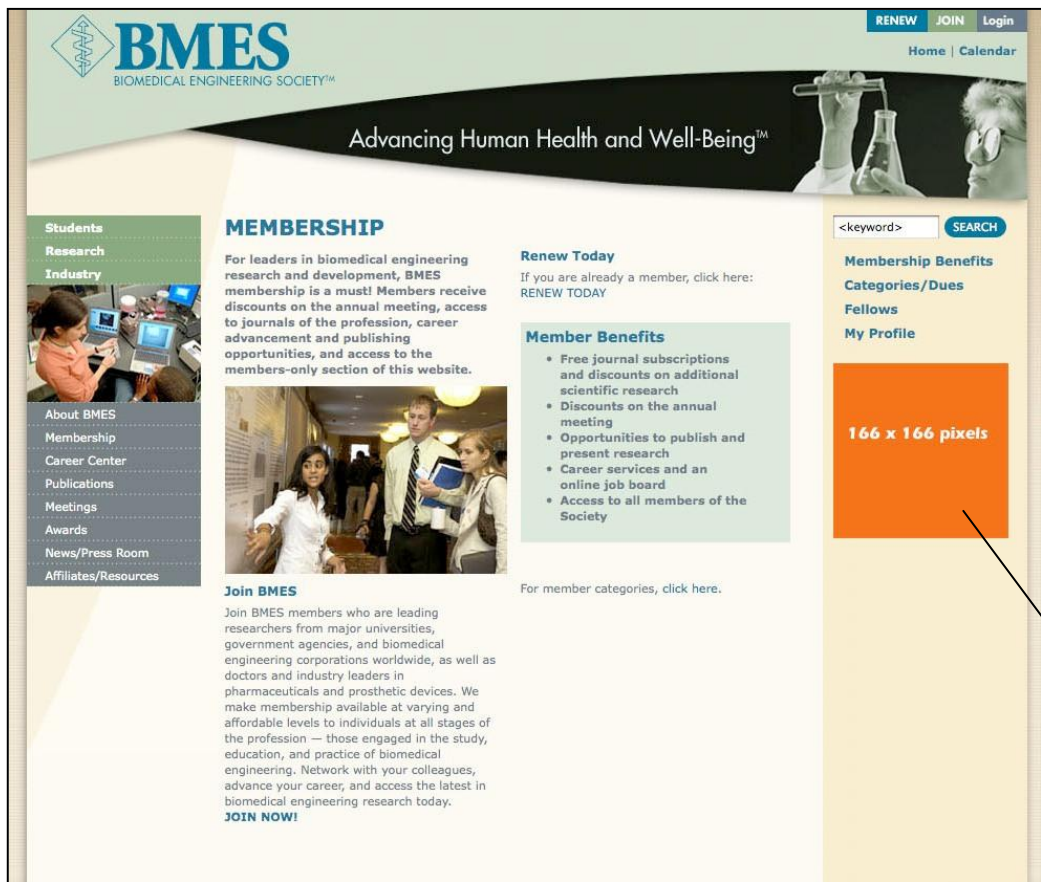 BMES
BIOMEDICAL ENGINEERING SOCIETY™
RENEW JOIN Login
Home | Calendar
Advancing Human Health and Well-Being™
Students
Research
Industry
About BMES
Membership
Career Center
Publications
Meetings
Awards
News/Press Room
Affiliates/Resources
MEMBERSHIP
For leaders in biomedical engineering
research and development, BMES
membership is a must! Members receive
discounts on the annual meeting, access
to journals of the profession, career
advancement and publishing
opportunities, and access to the
members-only section of this website.
Join BMES
Join BMES members who are leading
researchers from major universities,
government agencies, and biomedical
engineering corporations worldwide, as well as
doctors and industry leaders in
pharmaceuticals and prosthetic devices. We
make membership available at varying and
affordable levels to individuals at all stages of
the profession — those engaged in the study,
education, and practice of biomedical
engineering. Network with your colleagues,
advance your career, and access the latest in
biomedical engineering research today.
JOIN NOW!
Renew Today
If you are already a member, click here:
RENEW TODAY
Member Benefits
• Free journal subscriptions
and discounts on additional
scientific research
• Discounts on the annual
meeting
• Opportunities to publish and
present research
• Career services and an
online job board
• Access to all members of the
Society
For member categories, click here.
<keyword> SEARCH
Membership Benefits
Categories/Dues
Fellows
My Profile
166 x 166 pixels